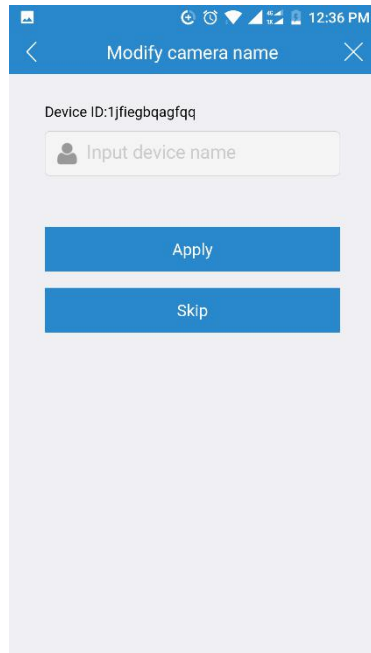 12:36 PM
Modify camera name
Device ID:1jfiegbqagfqq
Input device name
Apply
Skip